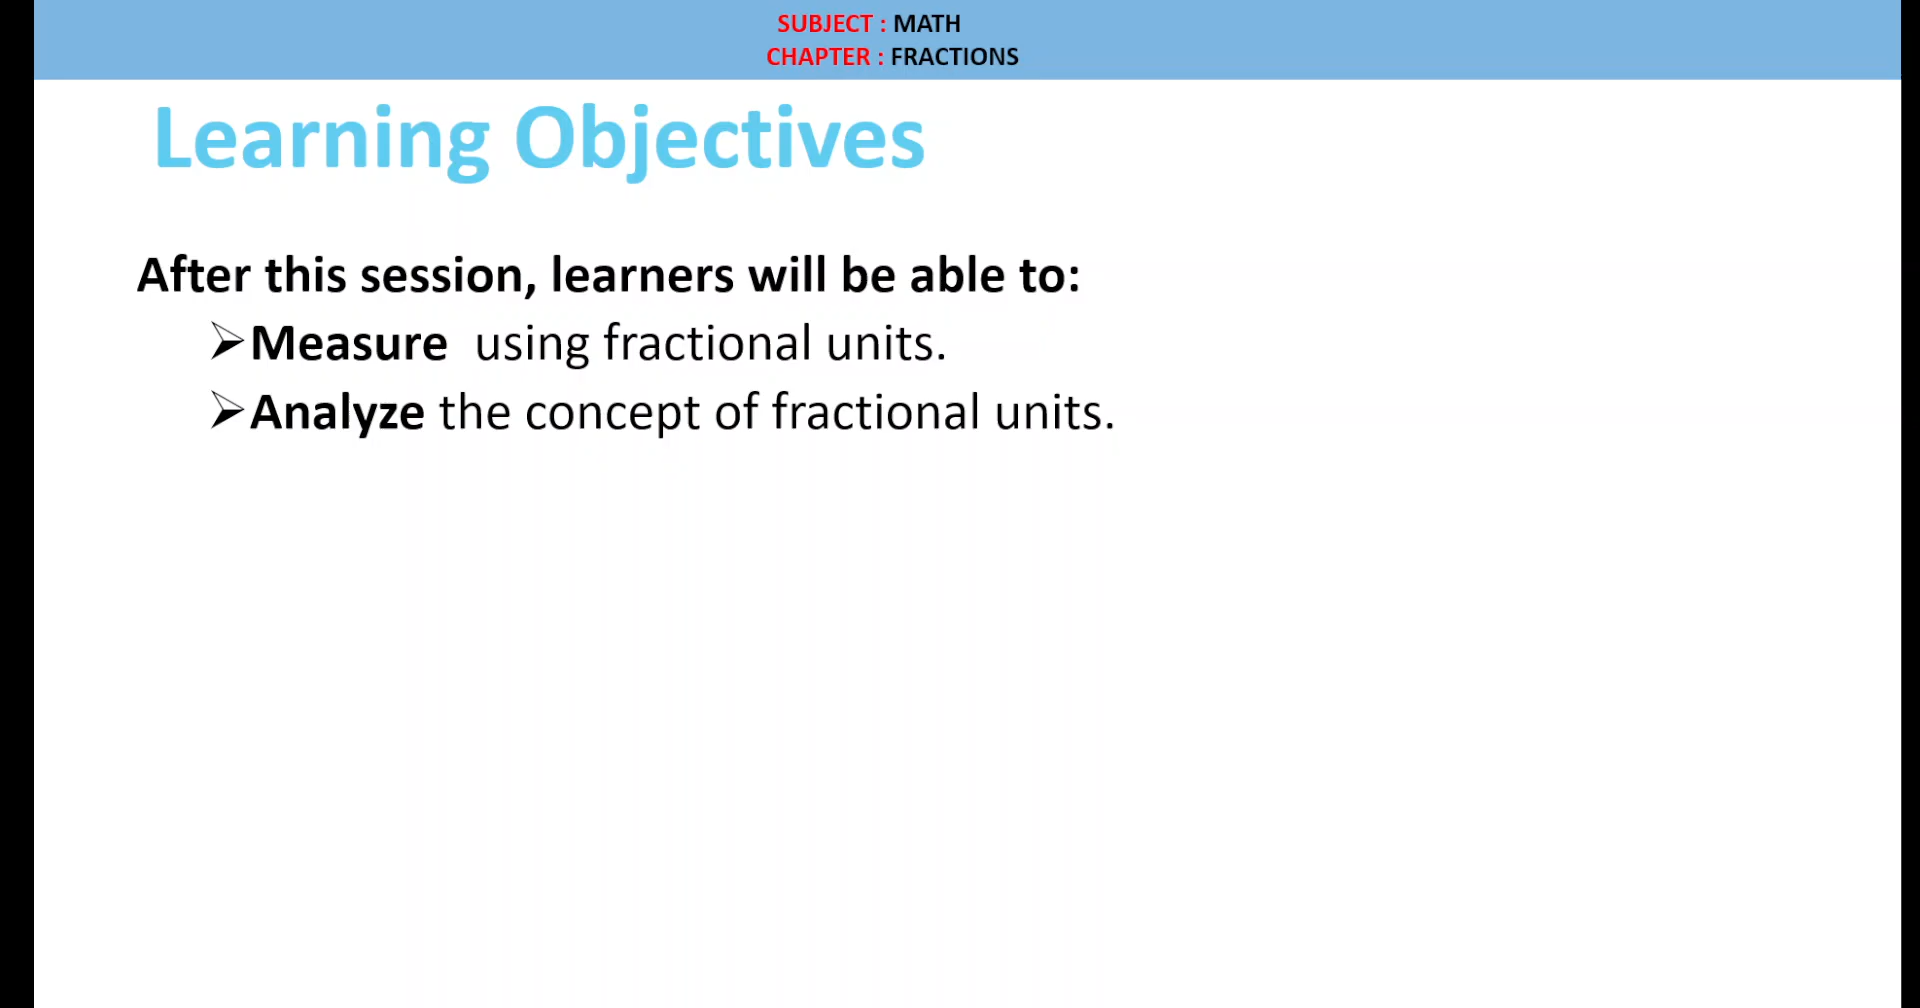 SUBJECT : MATH
CHAPTER : FRACTIONS
Learning Objectives
After this session, learners will be able to:
➢Measure  using fractional units.
➢Analyze the concept of fractional units.